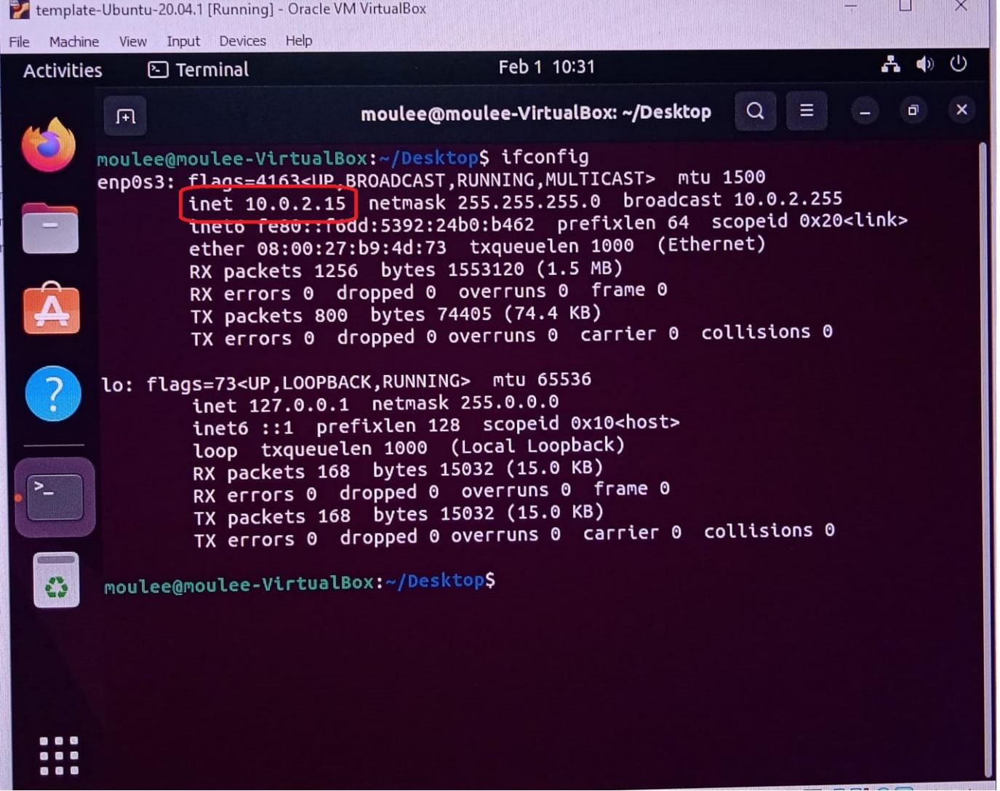 template-Ubuntu-20.04.1 [Running] - Oracle VM VirtualBox
File Machine View Input Devices Help
Activities Terminal Feb 1 10:31
moulee@moulee-VirtualBox: ~/Desktop
moulee@moulee-VirtualBox:~/Desktop$ ifconfig
enp0s3: flags=4163<UP,BROADCAST,RUNNING,MULTICAST> mtu 1500
inet 10.0.2.15 netmask 255.255.255.0 broadcast 10.0.2.255
inet6 fe80::f6dd:5392:24b0:b462 prefixlen 64 scopeid 0x20<link>
ether 08:00:27:b9:4d:73 txqueuelen 1000 (Ethernet)
RX packets 1256 bytes 1553120 (1.5 MB)
RX errors 0 dropped 0 overruns 0 frame 0
TX packets 800 bytes 74405 (74.4 KB)
TX errors 0 dropped 0 overruns 0 carrier 0 collisions 0
lo: flags=73<UP,LOOPBACK,RUNNING> mtu 65536
inet 127.0.0.1 netmask 255.0.0.0
inet6 ::1 prefixlen 128 scopeid 0x10<host>
loop txqueuelen 1000 (Local Loopback)
RX packets 168 bytes 15032 (15.0 KB)
RX errors 0 dropped 0 overruns 0 frame 0
TX packets 168 bytes 15032 (15.0 KB)
TX errors 0 dropped 0 overruns 0 carrier 0 collisions 0
moulee@moulee-VirtualBox:~/Desktop$